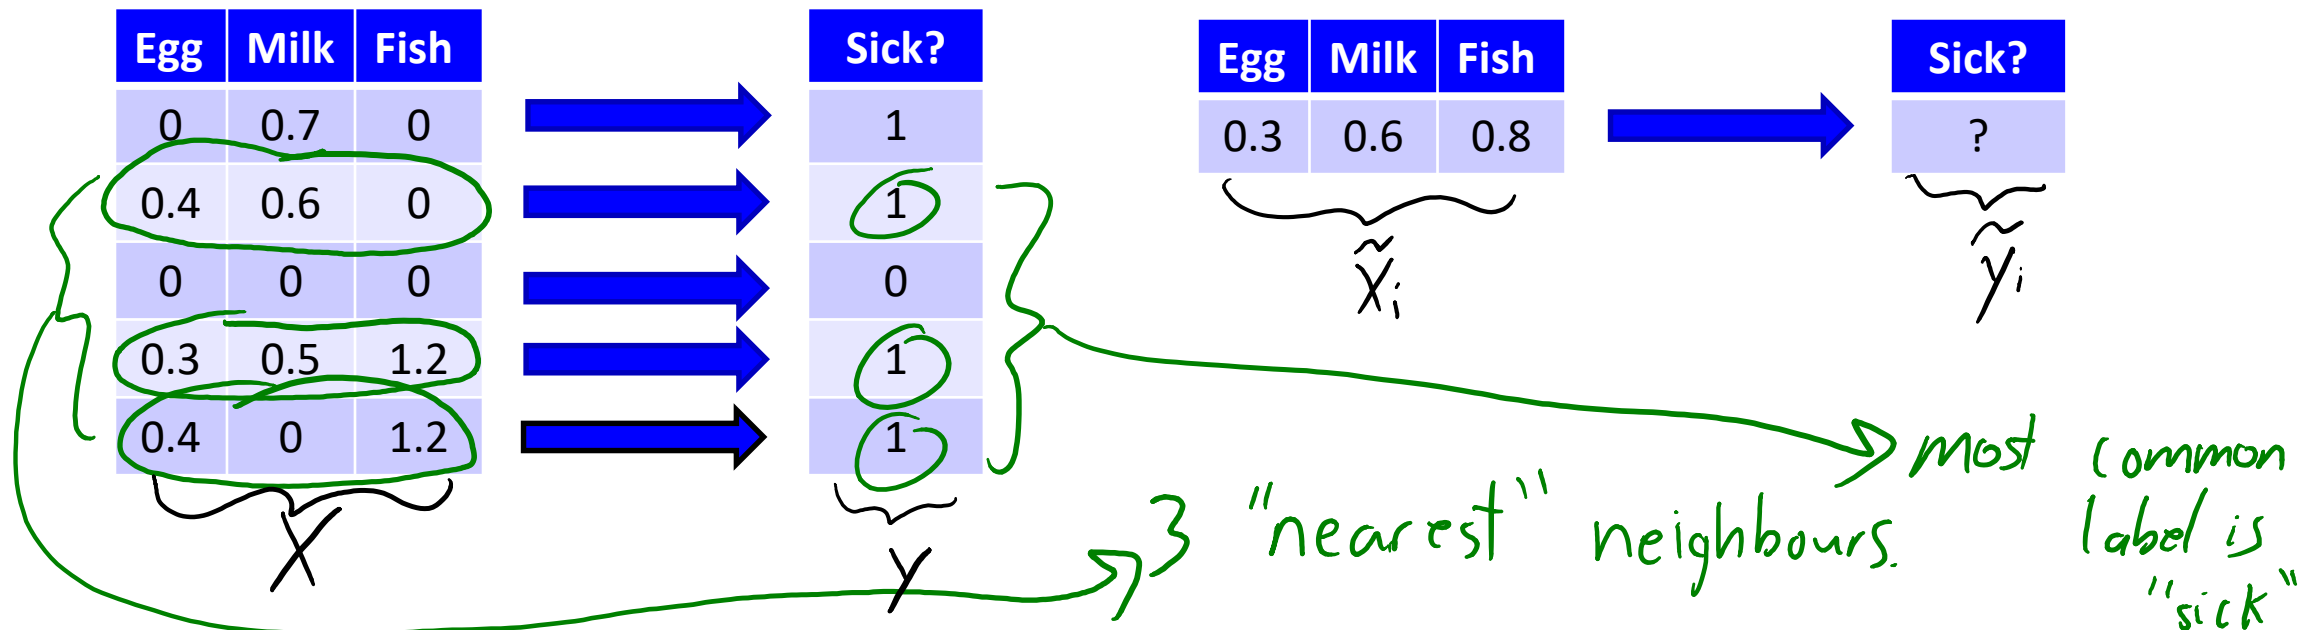 Egg Milk Fish
0 0.7 0
0.4 0.6 0
0 0 0
0.3 0.5 1.2
0.4 0 1.2
X
Sick?
1
1
0
1
1
y
Egg Milk Fish
0.3 0.6 0.8
x̃ᵢ
Sick?
?
ỹᵢ
3 "nearest" neighbours.
most common
label is
"sick"